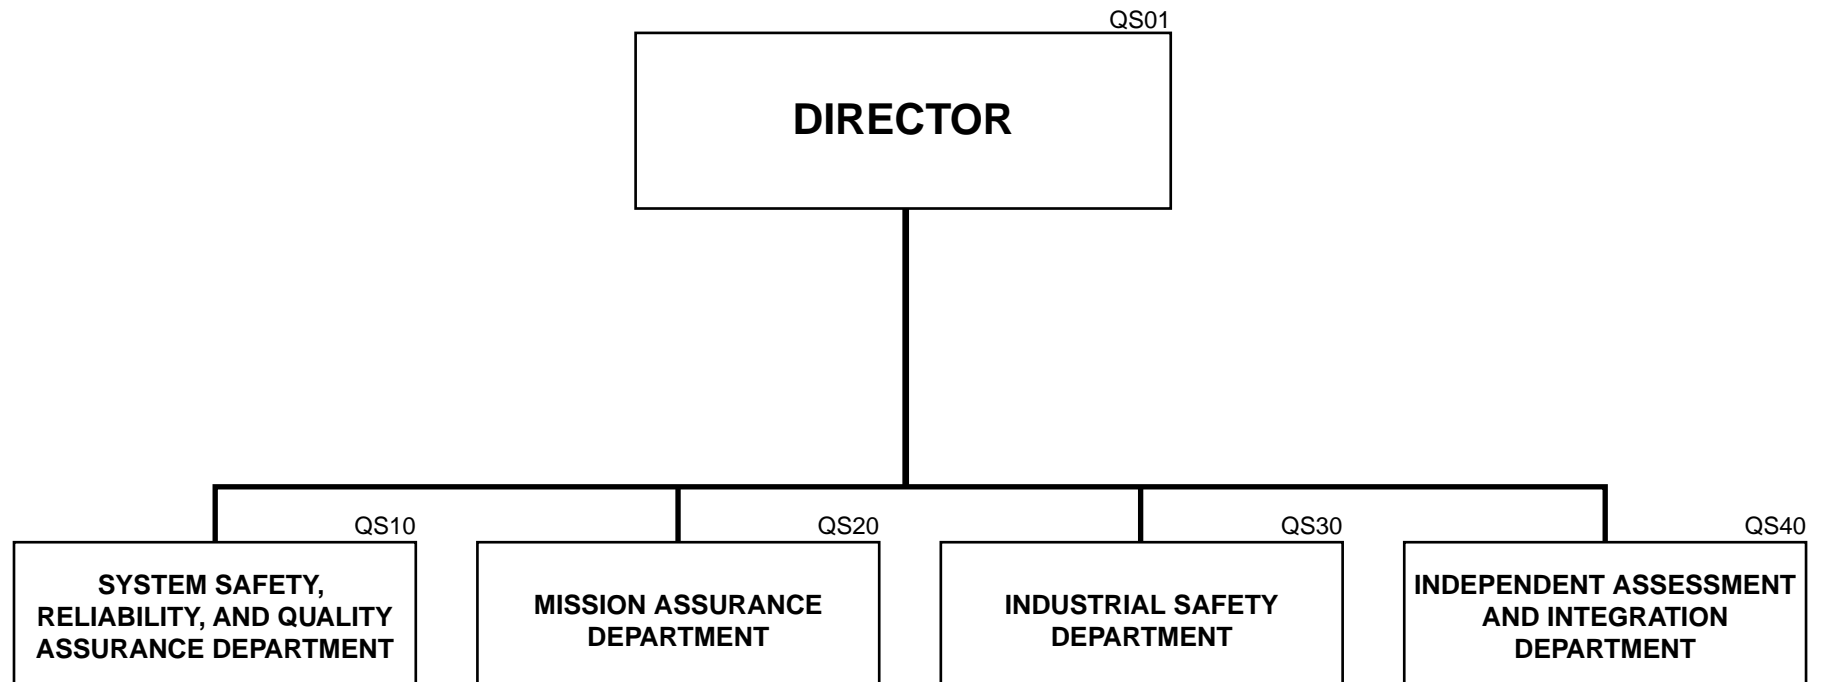 QS01
DIRECTOR
QS10
SYSTEM SAFETY,
RELIABILITY, AND QUALITY
ASSURANCE DEPARTMENT
QS20
MISSION ASSURANCE
DEPARTMENT
QS30
INDUSTRIAL SAFETY
DEPARTMENT
QS40
INDEPENDENT ASSESSMENT
AND INTEGRATION
DEPARTMENT